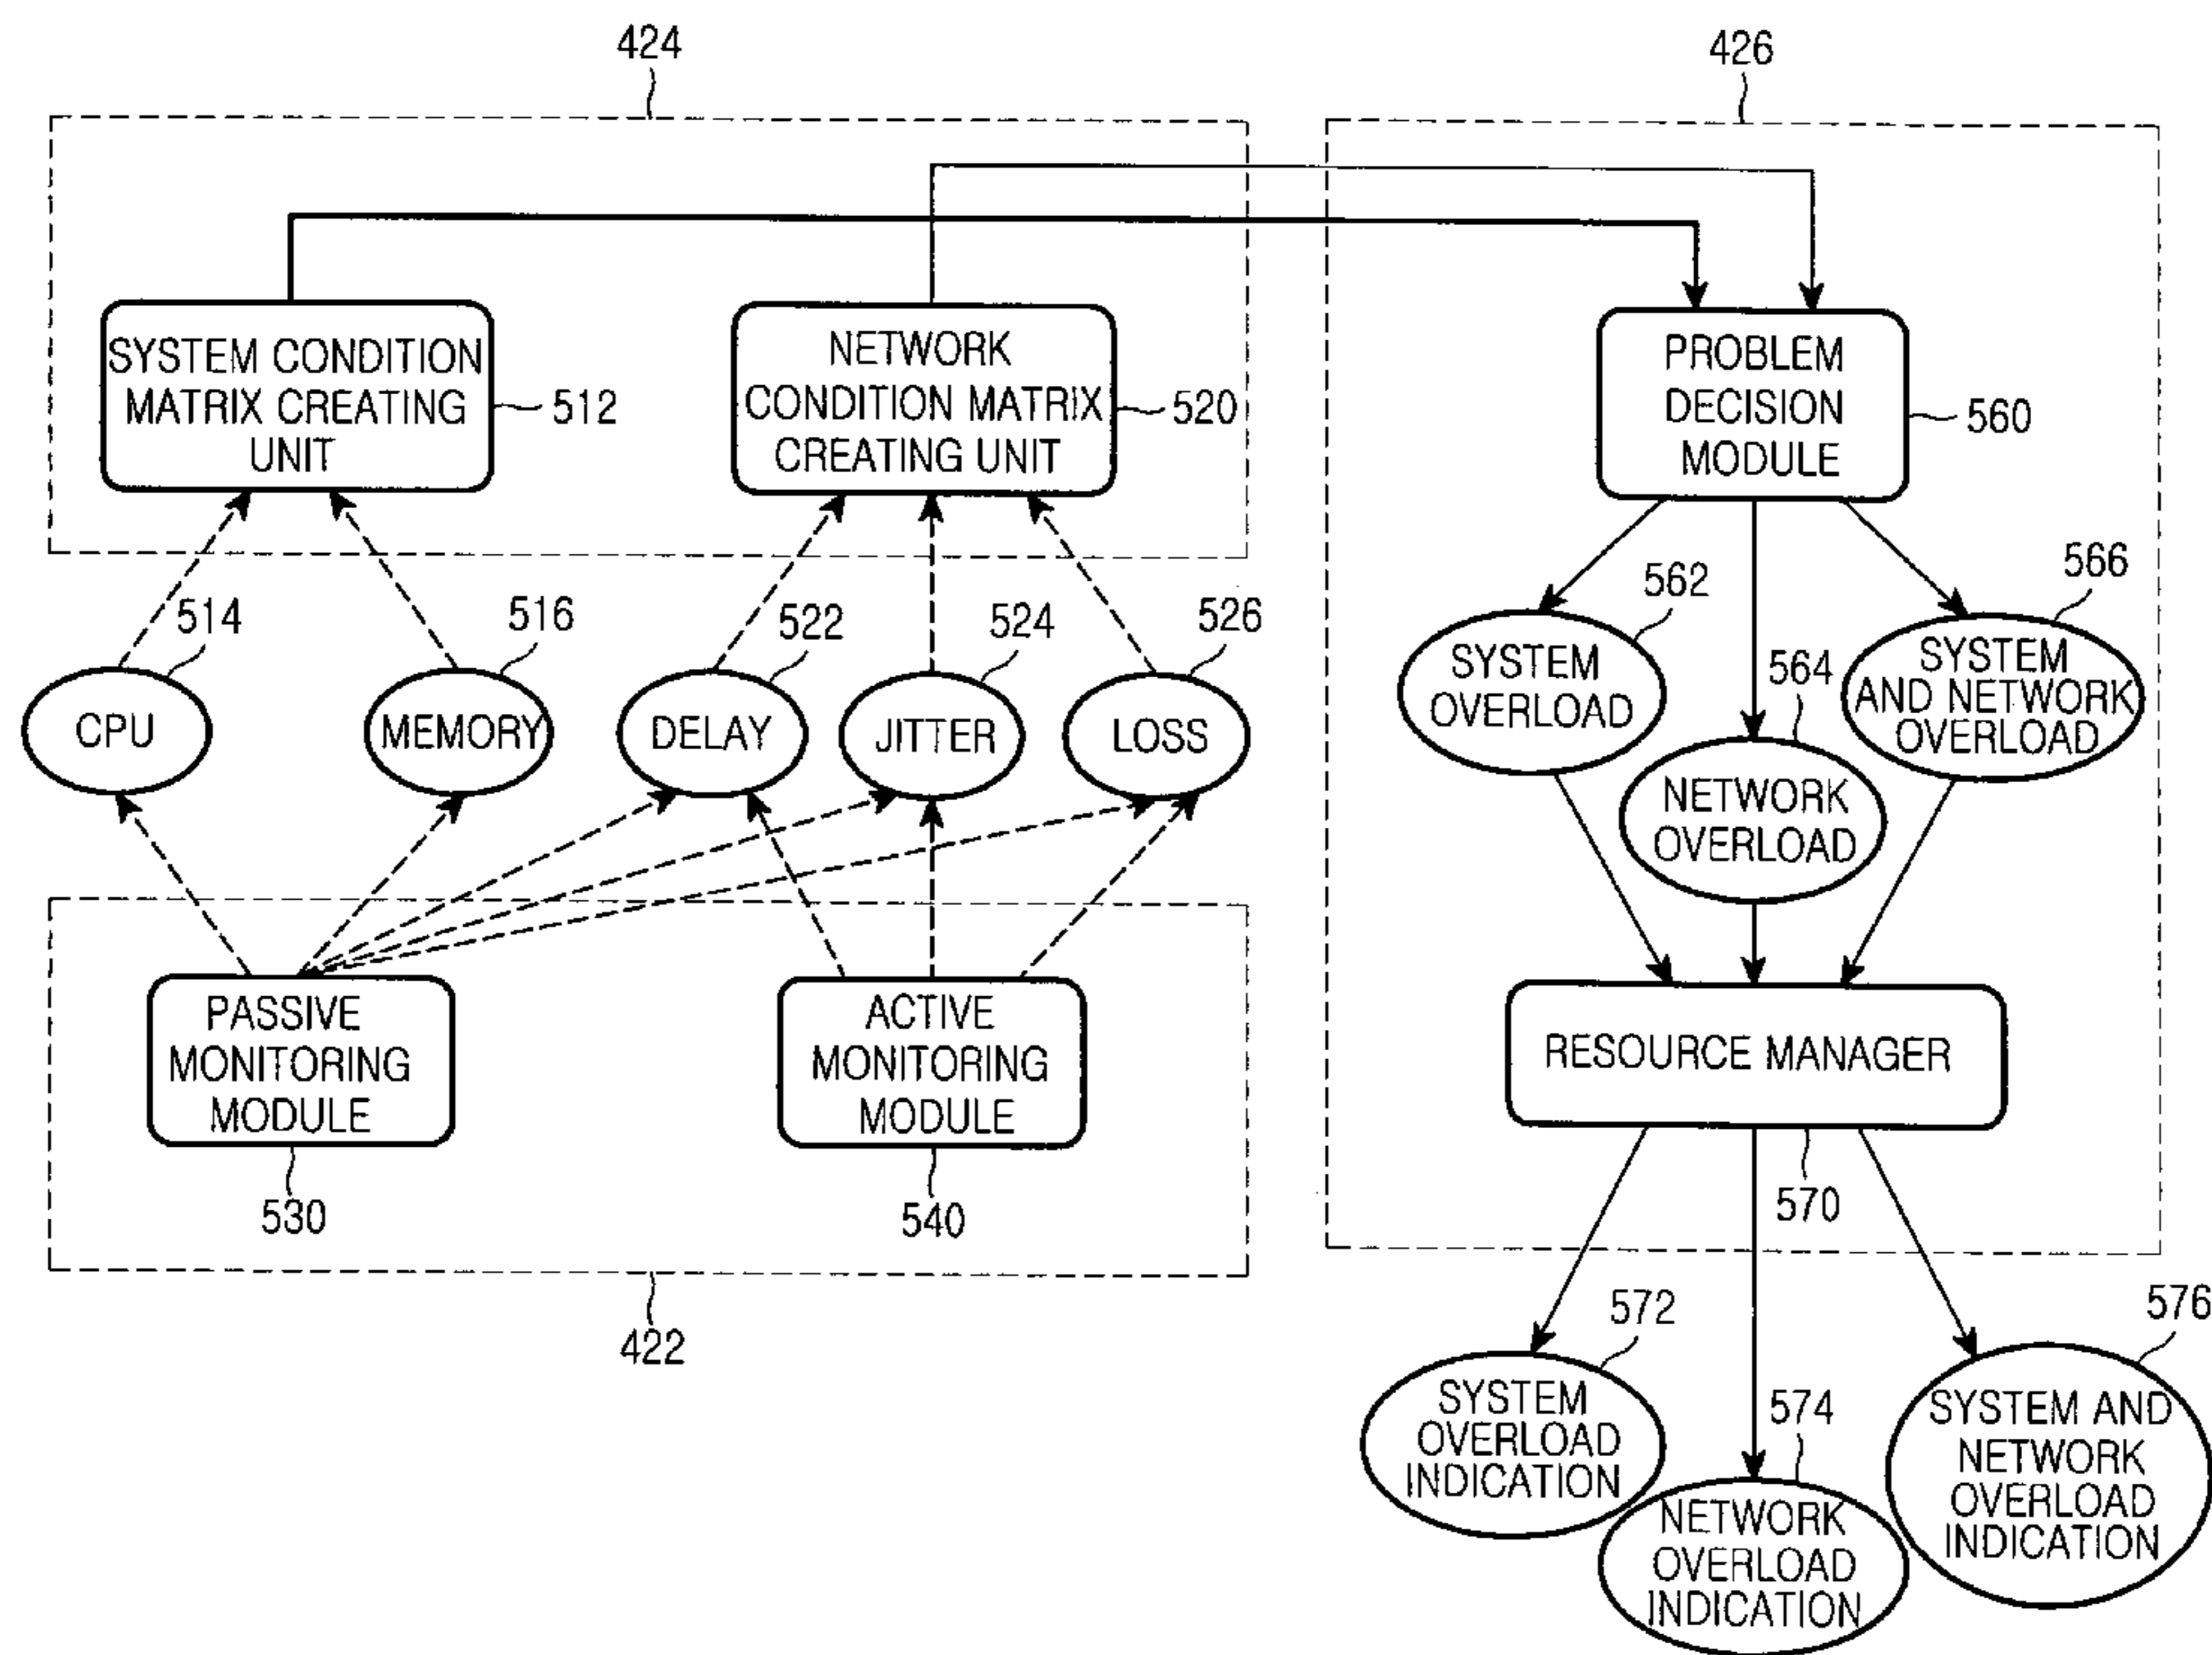 424
426
SYSTEM CONDITION
MATRIX CREATING
UNIT
512
NETWORK
CONDITION MATRIX
CREATING UNIT
520
PROBLEM
DECISION
MODULE
560
514
516
522
524
526
562
564
566
CPU
MEMORY
DELAY
JITTER
LOSS
SYSTEM
OVERLOAD
NETWORK
OVERLOAD
SYSTEM
AND NETWORK
OVERLOAD
PASSIVE
MONITORING
MODULE
530
ACTIVE
MONITORING
MODULE
540
422
RESOURCE MANAGER
570
572
SYSTEM
OVERLOAD
INDICATION
574
NETWORK
OVERLOAD
INDICATION
576
SYSTEM AND
NETWORK
OVERLOAD
INDICATION